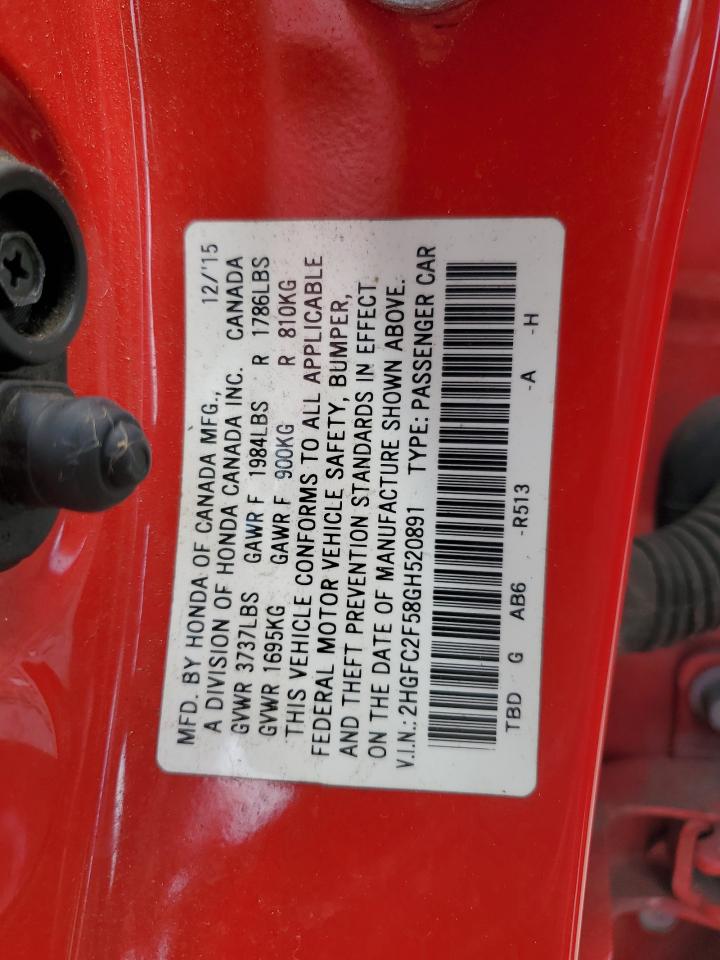 MFD. BY HONDA OF CANADA MFG., 12/'15
A DIVISION OF HONDA CANADA INC. CANADA
GVWR 3737LBS GAWR F 1984LBS R 1786LBS
GVWR 1695KG GAWR F 900KG R 810KG
THIS VEHICLE CONFORMS TO ALL APPLICABLE
FEDERAL MOTOR VEHICLE SAFETY, BUMPER,
AND THEFT PREVENTION STANDARDS IN EFFECT
ON THE DATE OF MANUFACTURE SHOWN ABOVE.
V.I.N.: 2HGFC2F58GH520891 TYPE: PASSENGER CAR
TBD G AB6 -R513 -A -H